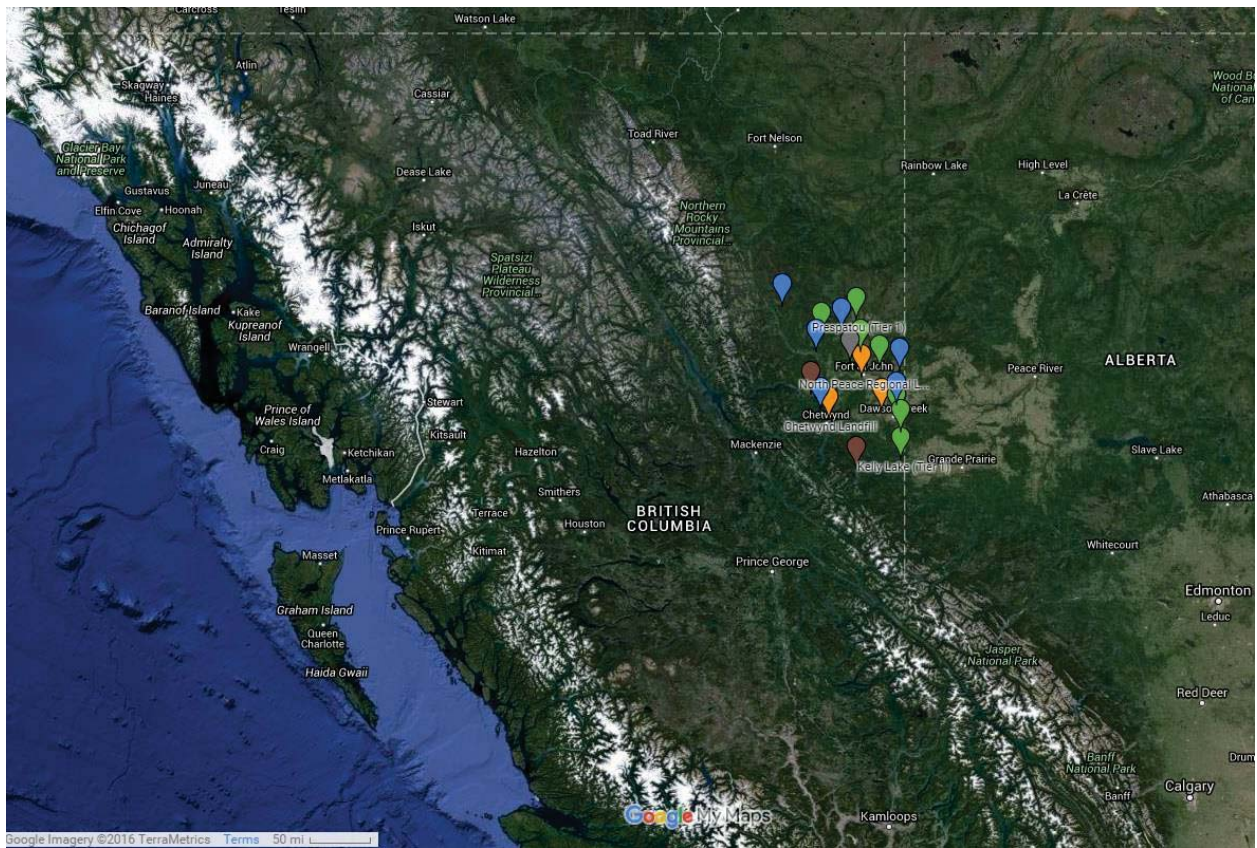 Carcross
Teslin
Watson Lake
Atlin
Skagway
Haines
Cassiar
Toad River
Fort Nelson
Wood B
National
of Can
Glacier Bay
National Park
and Preserve
Rainbow Lake
High Level
La Crête
Gustavus
Juneau
Dease Lake
Elfin Cove
Hoonah
Chichagof
Island
Admiralty
Island
Iskut
Northern
Rocky
Mountains
Provincial...
Spatsizi
Plateau
Wilderness
Provincial...
Baranof Island
Kake
Kupreanof
Island
Wrangell
Prespatou (Tier 1)
ALBERTA
Peace River
North Peace Regional L...
Stewart
Prince of
Wales Island
Kitsault
Chetwynd
Chetwynd Landfill
Craig
Ketchikan
Metlakatla
Hazelton
Mackenzie
Kelly Lake (Tier 1)
Grande Prairie
Slave Lake
Smithers
Athabasca
BRITISH
COLUMBIA
Terrace
Houston
Prince Rupert
Kitimat
Whitecourt
Masset
Prince George
Edmonton
Leduc
Graham Island
Queen
Charlotte
Haida Gwaii
Jasper
National Park
Red Deer
Drum
Banff
National Park
Banff
Calgary
Google My Maps
Kamloops
Google Imagery ©2016 TerraMetrics Terms 50 mi